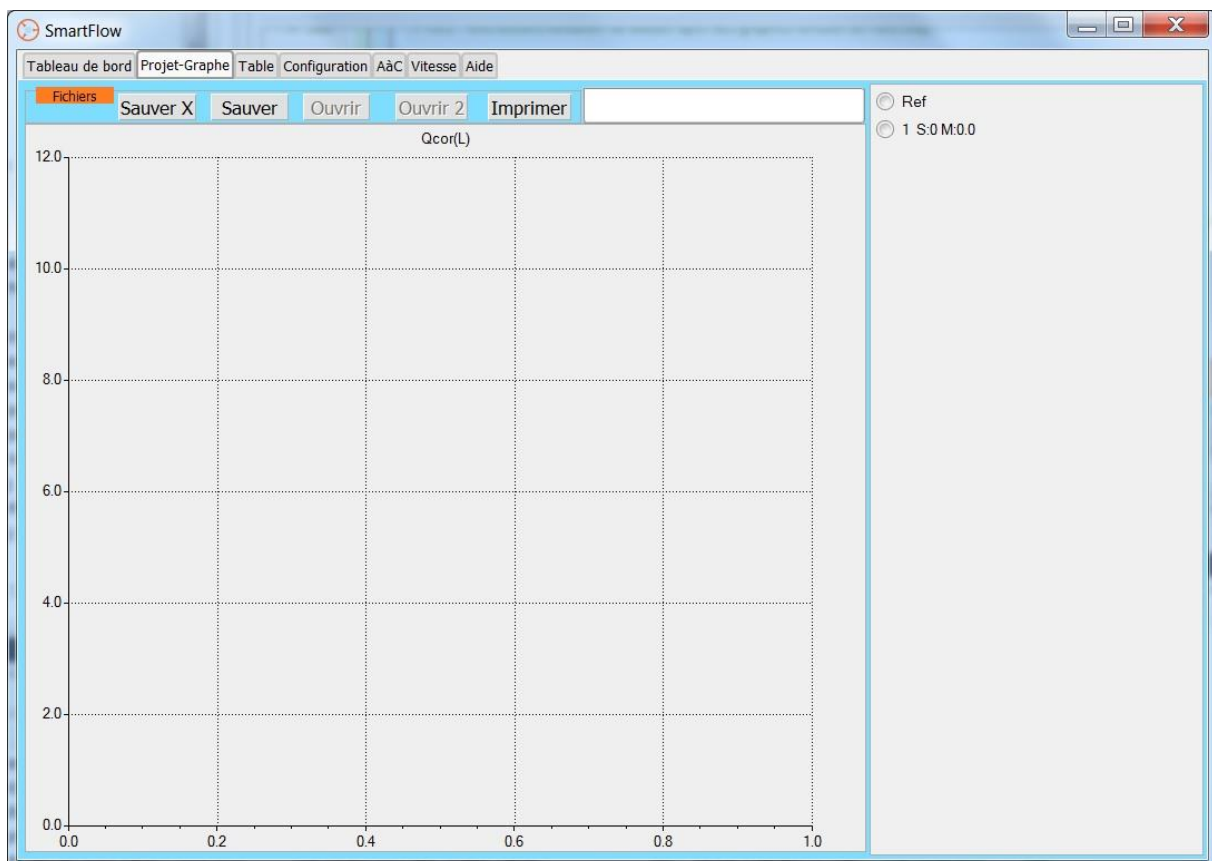 SmartFlow
Tableau de bord Projet-Graphe Table Configuration AàC Vitesse Aide
Fichiers Sauver X Sauver Ouvrir Ouvrir 2 Imprimer
Ref
1 S:0 M:0.0
Qcor(L)
12.0
10.0
8.0
6.0
4.0
2.0
0.0
0.0 0.2 0.4 0.6 0.8 1.0